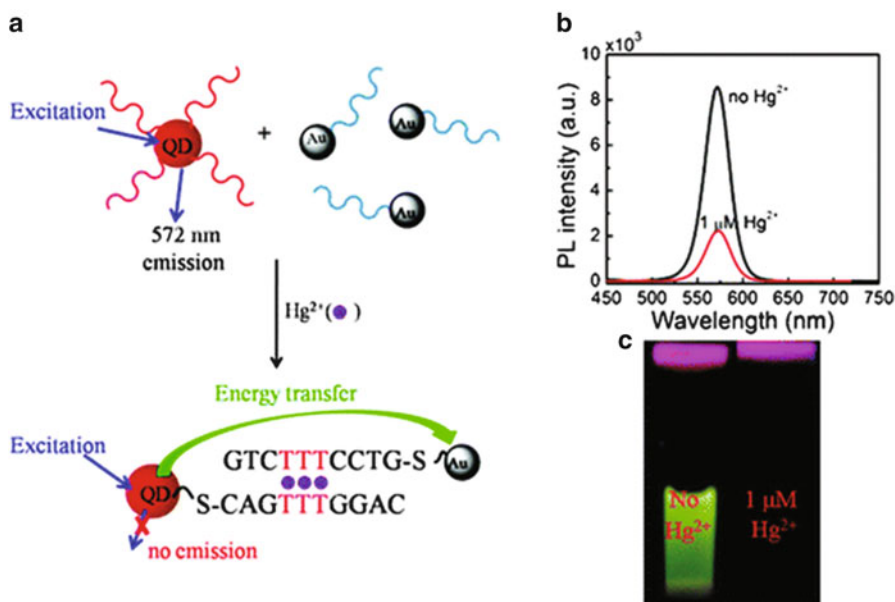 a
Excitation
QD
+
Au
Au
Au
572 nm
emission
Hg²⁺( )
Energy transfer
Excitation
GTCTTTCCTG-S
Au
QD
S-CAGTTTGGAC
no emission
b
×10³
10
8
6
4
2
0
PL intensity (a.u.)
no Hg²⁺
1 μM Hg²⁺
450 500 550 600 650 700 750
Wavelength (nm)
c
No
Hg²⁺
1 μM
Hg²⁺